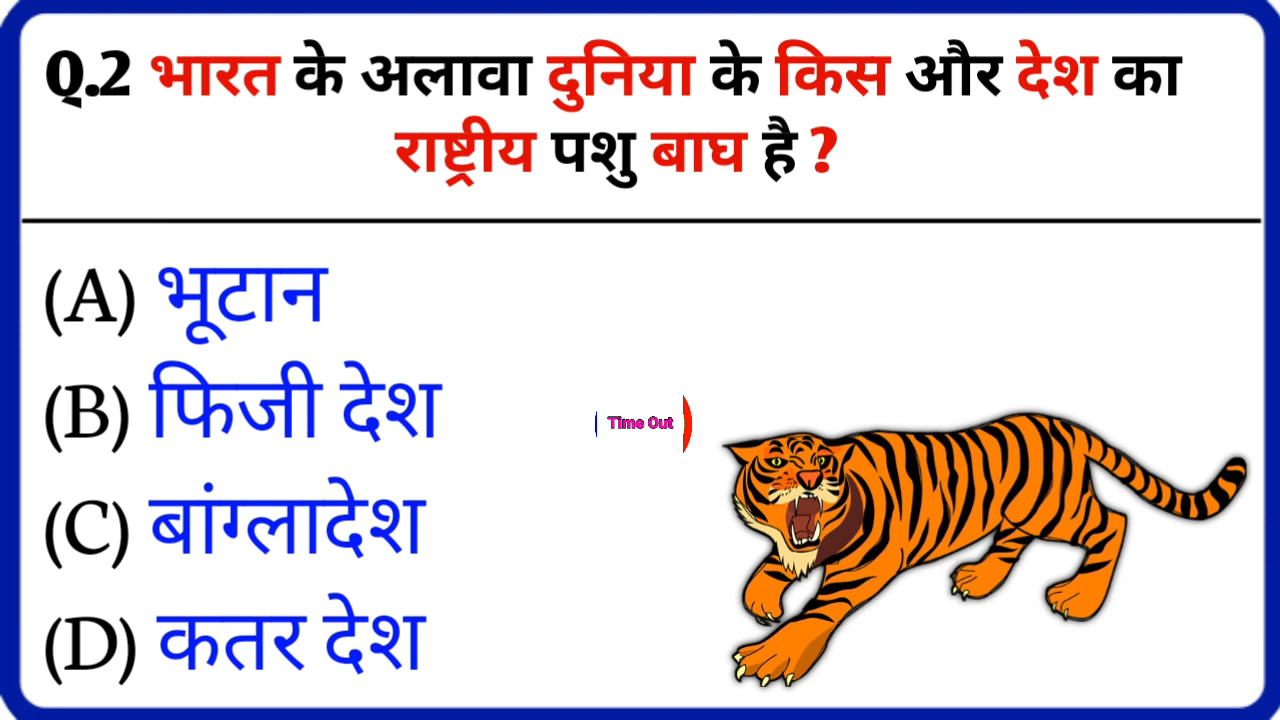 Q.2 भारत के अलावा दुनिया के किस और देश का
राष्ट्रीय पशु बाघ है ?
(A) भूटान
(B) फिजी देश
(C) बांग्लादेश
(D) कतर देश
Time Out